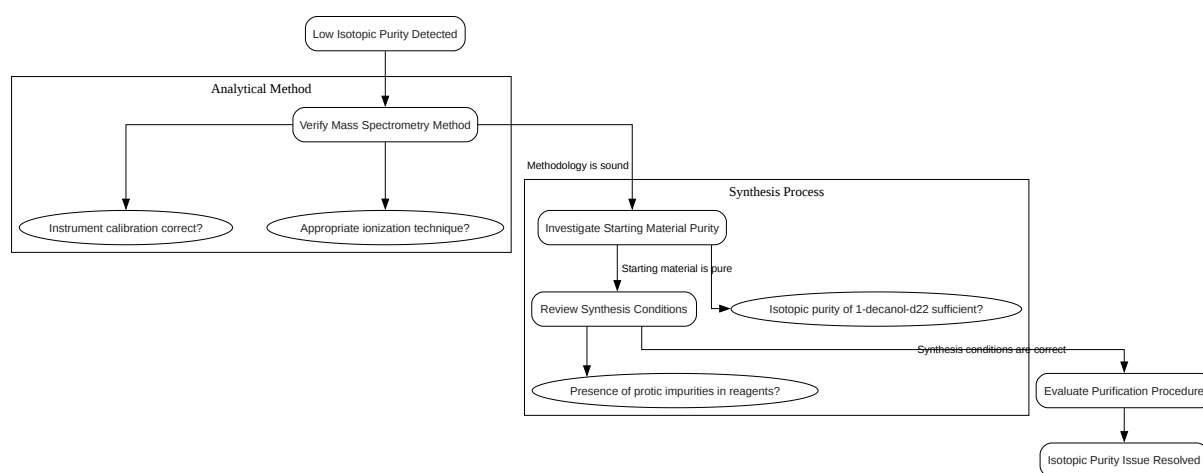 Low Isotopic Purity Detected
Analytical Method
Verify Mass Spectrometry Method
Methodology is sound
Synthesis Process
Instrument calibration correct?
Appropriate ionization technique?
Investigate Starting Material Purity
Starting material is pure
Review Synthesis Conditions
Isotopic purity of 1-decanol-d22 sufficient?
Synthesis conditions are correct
Presence of protic impurities in reagents?
Evaluate Purification Procedure
Isotopic Purity Issue Resolved